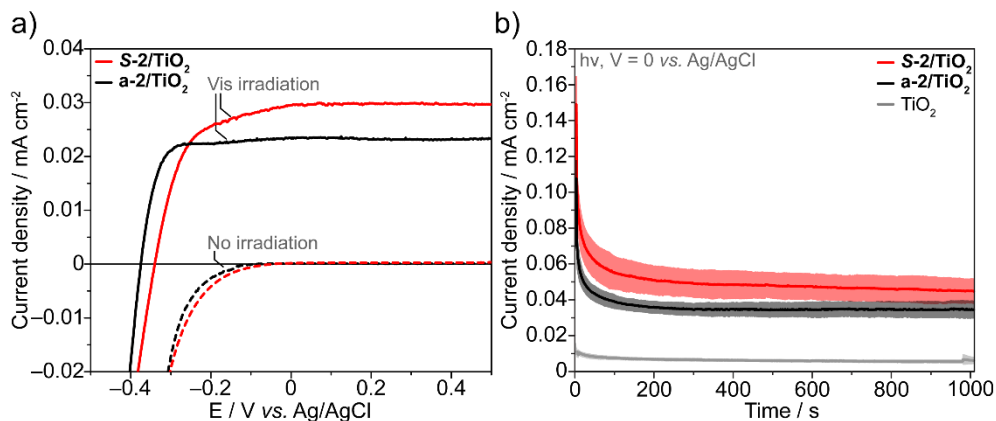 a)
S-2/TiO₂
a-2/TiO₂
Vis irradiation
No irradiation
0.04
0.03
0.02
0.01
0
−0.01
−0.02
Current density / mA cm⁻²
−0.4
−0.2
0
0.2
0.4
E / V vs. Ag/AgCl
b)
hv, V = 0 vs. Ag/AgCl
S-2/TiO₂
a-2/TiO₂
TiO₂
0.18
0.16
0.14
0.12
0.10
0.08
0.06
0.04
0.02
0
Current density / mA cm⁻²
0
200
400
600
800
1000
Time / s